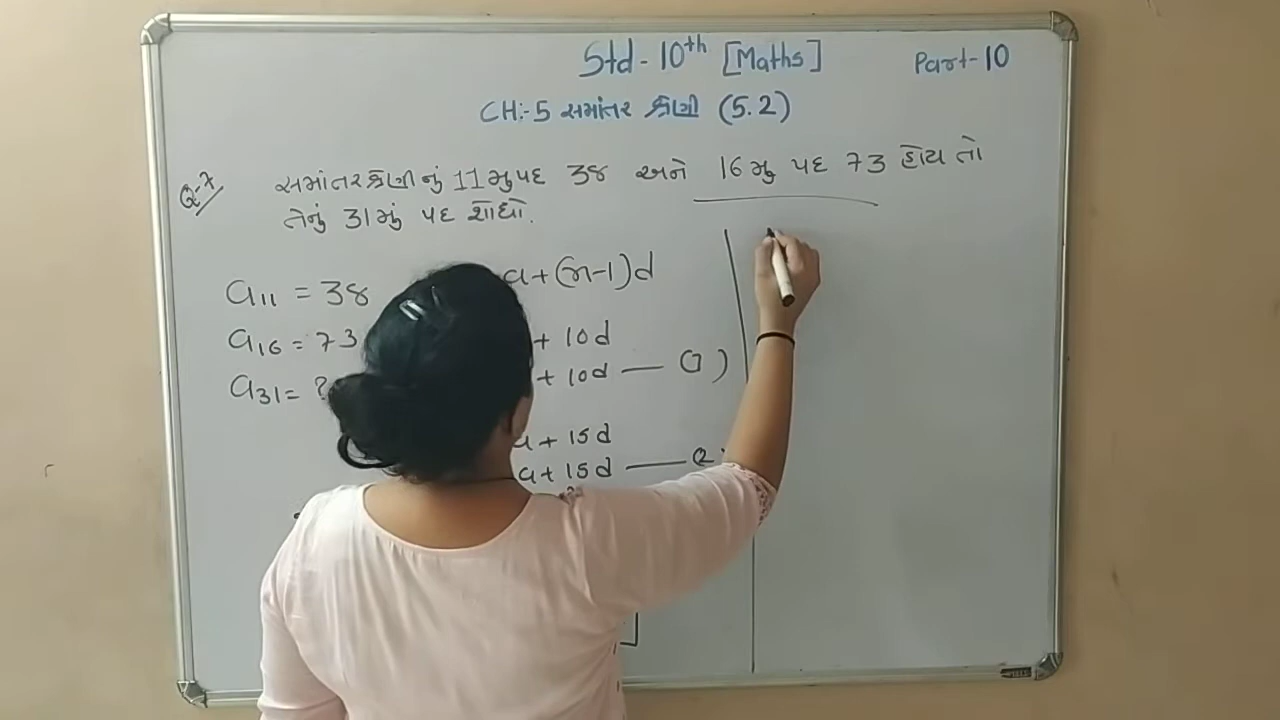 Std - 10th [Maths]
Part-10
CH:-5 સમાંતર શ્રેણી (5.2)
Q-7 સમાંતર શ્રેણીનું 11મુ પદ 38 અને 16મુ પદ 73 હોય તો
તેનું 31મું પદ શોધો.
a11 = 38
a16 = 73
a31 = ?
a+(n-1)d
+ 10d
+ 10d — ①)
a + 15d
a + 15d — ②